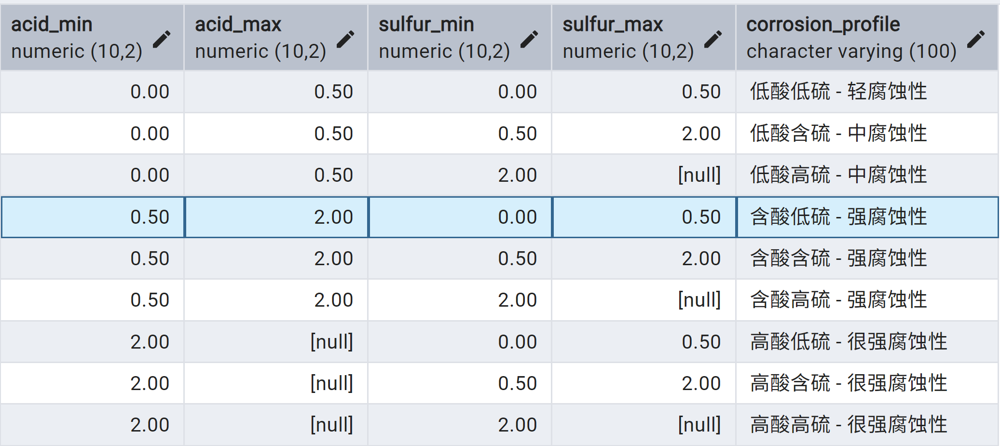 acid_min acid_max sulfur_min sulfur_max corrosion_profile
numeric (10,2) numeric (10,2) numeric (10,2) numeric (10,2) character varying (100)
0.00 0.50 0.00 0.50 低酸低硫 - 轻腐蚀性
0.00 0.50 0.50 2.00 低酸含硫 - 中腐蚀性
0.00 0.50 2.00 [null] 低酸高硫 - 中腐蚀性
0.50 2.00 0.00 0.50 含酸低硫 - 强腐蚀性
0.50 2.00 0.50 2.00 含酸含硫 - 强腐蚀性
0.50 2.00 2.00 [null] 含酸高硫 - 强腐蚀性
2.00 [null] 0.00 0.50 高酸低硫 - 很强腐蚀性
2.00 [null] 0.50 2.00 高酸含硫 - 很强腐蚀性
2.00 [null] 2.00 [null] 高酸高硫 - 很强腐蚀性